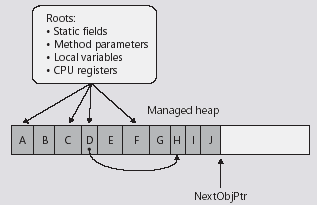 Roots:
• Static fields
• Method parameters
• Local variables
• CPU registers
Managed heap
A B C D E F G H I J
NextObjPtr